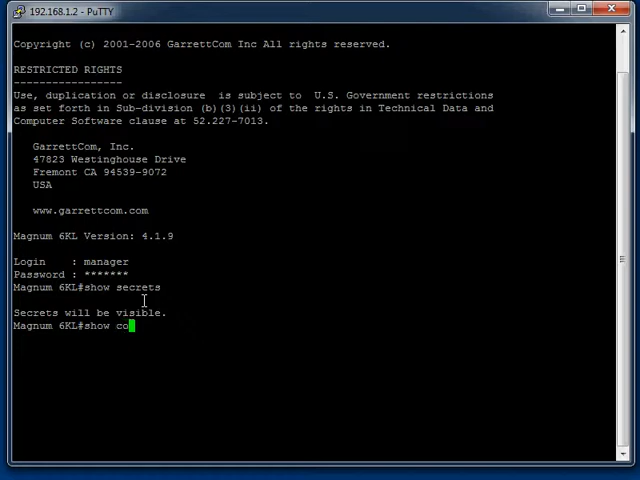 192.168.1.2 - PuTTY
Copyright (c) 2001-2006 GarrettCom Inc All rights reserved.
RESTRICTED RIGHTS
-----------------
Use, duplication or disclosure  is subject to  U.S. Government restrictions
as set forth in Sub-division (b)(3)(ii) of the rights in Technical Data and
Computer Software clause at 52.227-7013.
GarrettCom, Inc.
47823 Westinghouse Drive
Fremont CA 94539-9072
USA
www.garrettcom.com
Magnum 6KL Version: 4.1.9
Login    : manager
Password : *******
Magnum 6KL#show secrets
Secrets will be visible.
Magnum 6KL#show co